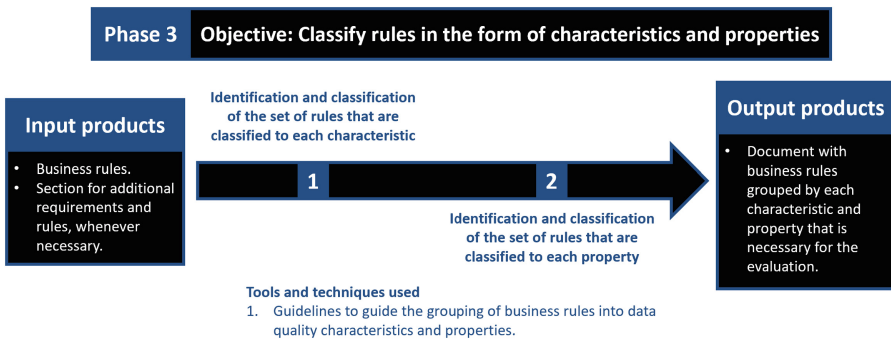 Phase 3 Objective: Classify rules in the form of characteristics and properties
Input products
• Business rules.
• Section for additional
requirements and
rules, whenever
necessary.
Identification and classification
of the set of rules that are
classified to each characteristic
1
2
Identification and classification
of the set of rules that are
classified to each property
Output products
• Document with
business rules
grouped by each
characteristic and
property that is
necessary for the
evaluation.
Tools and techniques used
1. Guidelines to guide the grouping of business rules into data
quality characteristics and properties.